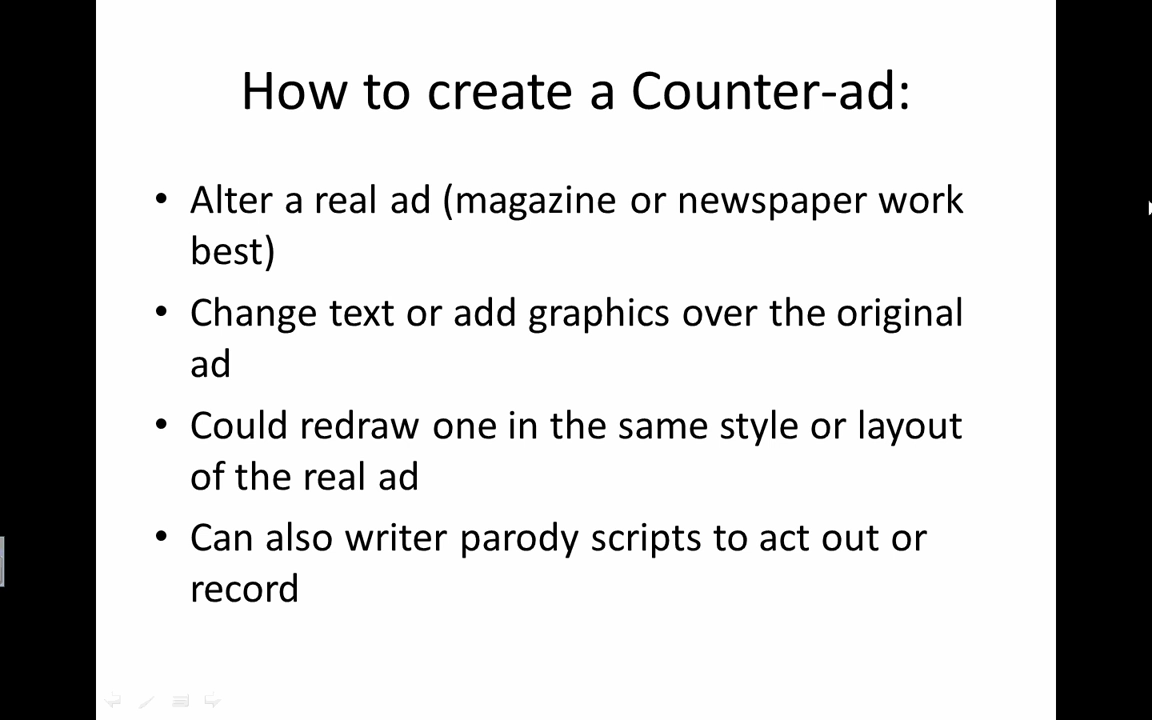 How to create a Counter-ad:
• Alter a real ad (magazine or newspaper work
best)
• Change text or add graphics over the original
ad
• Could redraw one in the same style or layout
of the real ad
• Can also writer parody scripts to act out or
record